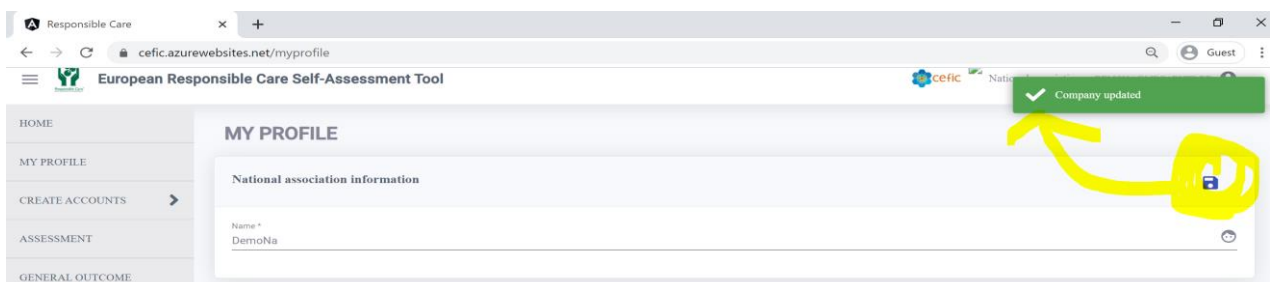 Responsible Care
cefic.azurewebsites.net/myprofile
Guest
European Responsible Care Self-Assessment Tool
cefic
Company updated
HOME
MY PROFILE
MY PROFILE
National association information
CREATE ACCOUNTS
Name *
DemoNa
ASSESSMENT
GENERAL OUTCOME